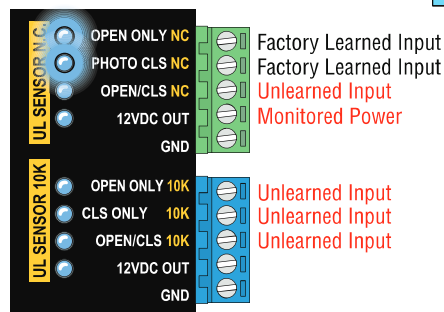 UL SENSOR N.C.
OPEN ONLY NC Factory Learned Input
PHOTO CLS NC Factory Learned Input
OPEN/CLS NC Unlearned Input
12VDC OUT Monitored Power
GND
UL SENSOR 10K
OPEN ONLY 10K Unlearned Input
CLS ONLY 10K Unlearned Input
OPEN/CLS 10K Unlearned Input
12VDC OUT
GND